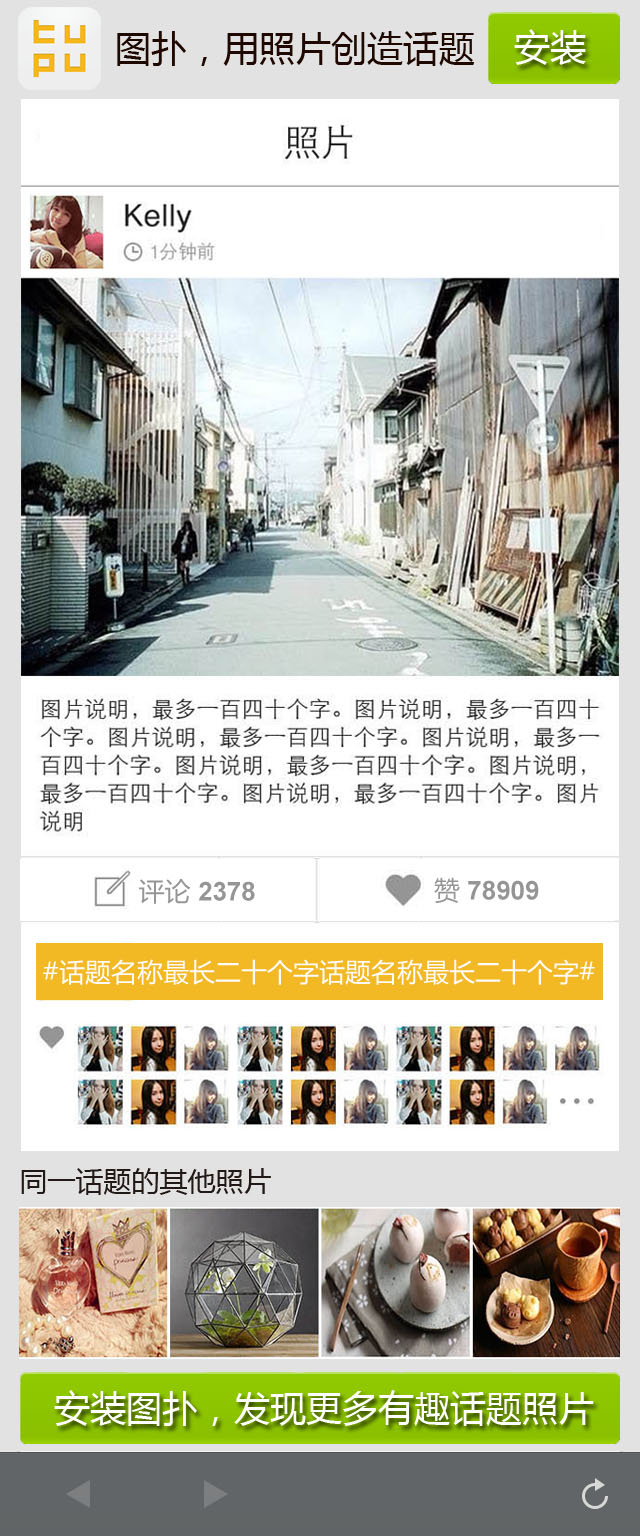 tupu
图扑，用照片创造话题
安装
照片
Kelly
1分钟前
图片说明，最多一百四十个字。图片说明，最多一百四十
个字。图片说明，最多一百四十个字。图片说明，最多一
百四十个字。图片说明，最多一百四十个字。图片说明，
最多一百四十个字。图片说明，最多一百四十个字。图片
说明
评论 2378
赞 78909
#话题名称最长二十个字话题名称最长二十个字#
同一话题的其他照片
安装图扑，发现更多有趣话题照片